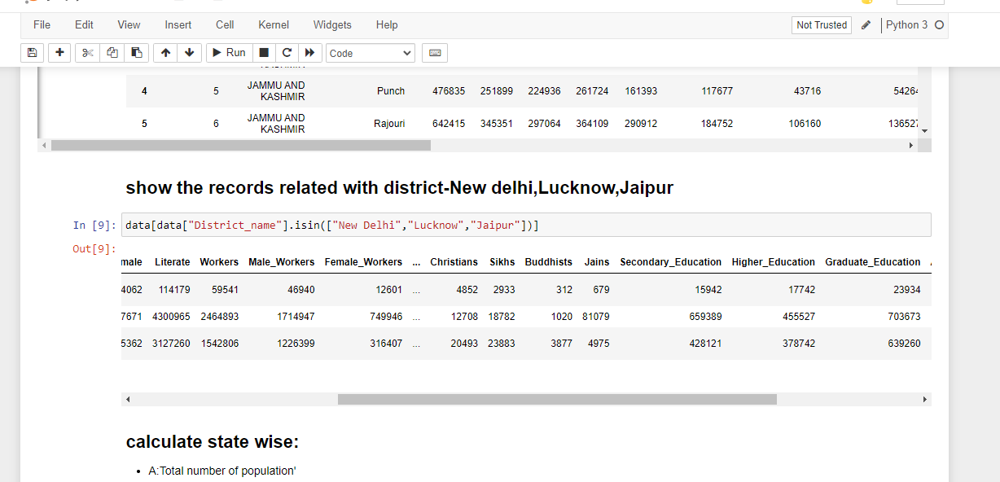 File Edit View Insert Cell Kernel Widgets Help Not Trusted Python 3
Run Code
4 5 JAMMU AND KASHMIR Punch 476835 251899 224936 261724 161393 117677 43716 54264
5 6 JAMMU AND KASHMIR Rajouri 642415 345351 297064 364109 290912 184752 106160 136527
show the records related with district-New delhi,Lucknow,Jaipur
In [9]: data[data["District_name"].isin(["New Delhi","Lucknow","Jaipur"])]
Out[9]:
male Literate Workers Male_Workers Female_Workers ... Christians Sikhs Buddhists Jains Secondary_Education Higher_Education Graduate_Education
4062 114179 59541 46940 12601 ... 4852 2933 312 679 15942 17742 23934
7671 4300965 2464893 1714947 749946 ... 12708 18782 1020 81079 659389 455527 703673
5362 3127260 1542806 1226399 316407 ... 20493 23883 3877 4975 428121 378742 639260
calculate state wise:
• A:Total number of population'